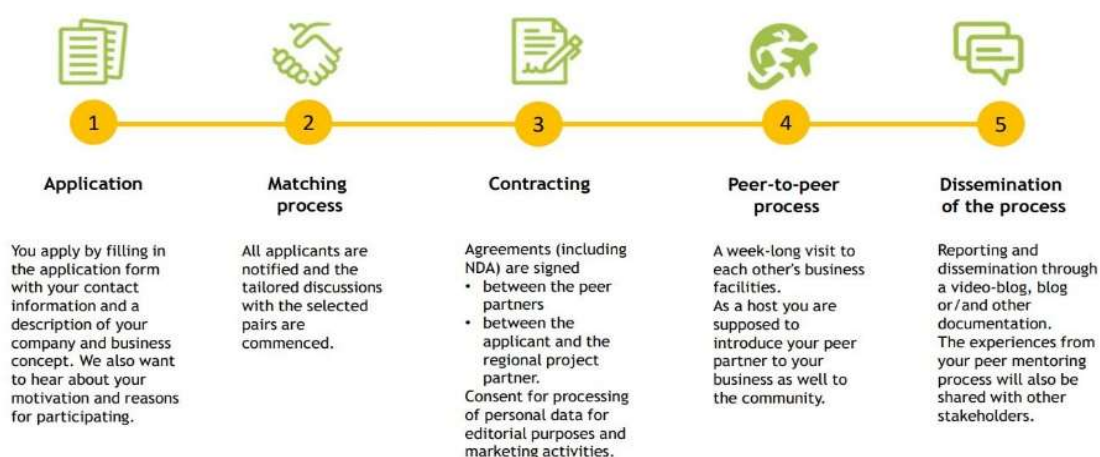 1
2
3
4
5
Application
You apply by filling in
the application form
with your contact
information and a
description of your
company and business
concept. We also want
to hear about your
motivation and reasons
for participating.
Matching
process
All applicants are
notified and the
tailored discussions
with the selected
pairs are
commenced.
Contracting
Agreements (including
NDA) are signed
• between the peer
partners
• between the
applicant and the
regional project
partner.
Consent for processing
of personal data for
editorial purposes and
marketing activities.
Peer-to-peer
process
A week-long visit to
each other's business
facilities.
As a host you are
supposed to
introduce your peer
partner to your
business as well to
the community.
Dissemination
of the process
Reporting and
dissemination through
a video-blog, blog
or/and other
documentation.
The experiences from
your peer mentoring
process will also be
shared with other
stakeholders.